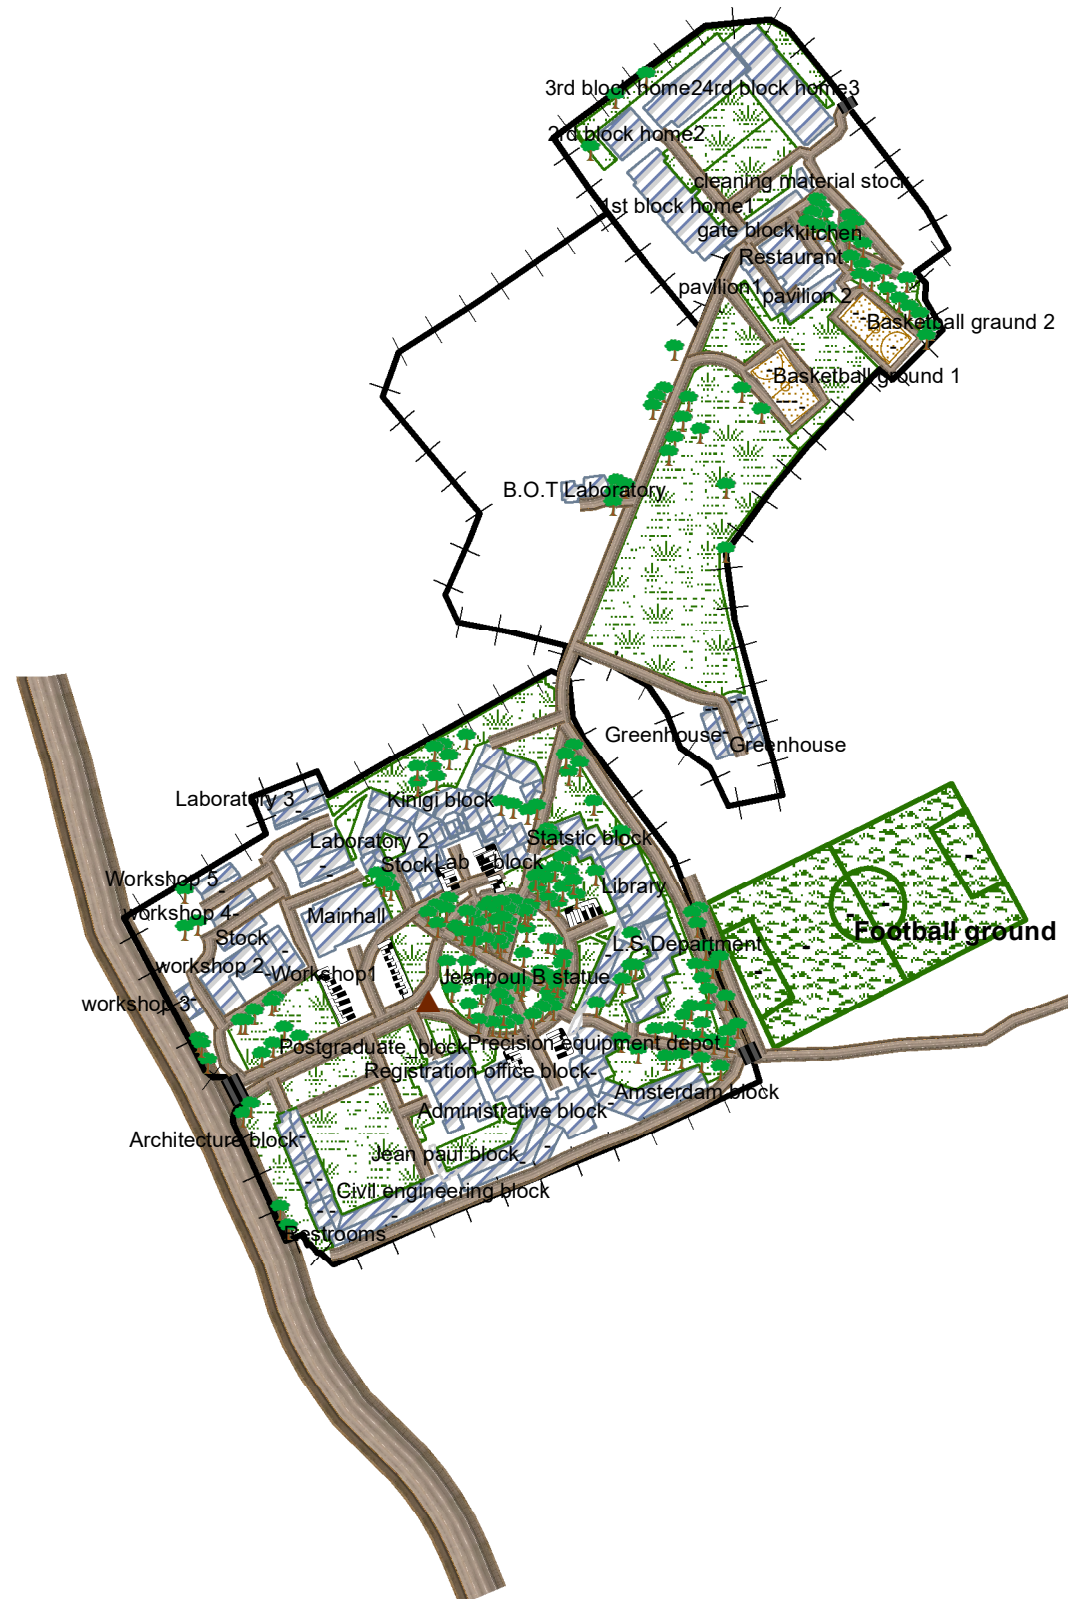 3rd block home24rd block home3
2rd block home2
cleaning material stock
1st block home1
gate block
kitchen
Restaurant
pavilion1
pavilion 2
Basketball graund 2
Basketball ground 1
B.O.T Laboratory
Greenhouse
Greenhouse
Laboratory 3
Kinigi block
Laboratory 2
Statstic block
Stock
Lab block
Workshop 5
Library
workshop 4
Mainhall
Football ground
Stock
L.S Department
workshop 2
Workshop1
Jeanpoul B statue
workshop 3
Postgraduate block
Precision equipment depot
Registration office block
Amsterdam block
Administrative block
Architecture block
Jean paul block
Civil engineering block
Restrooms